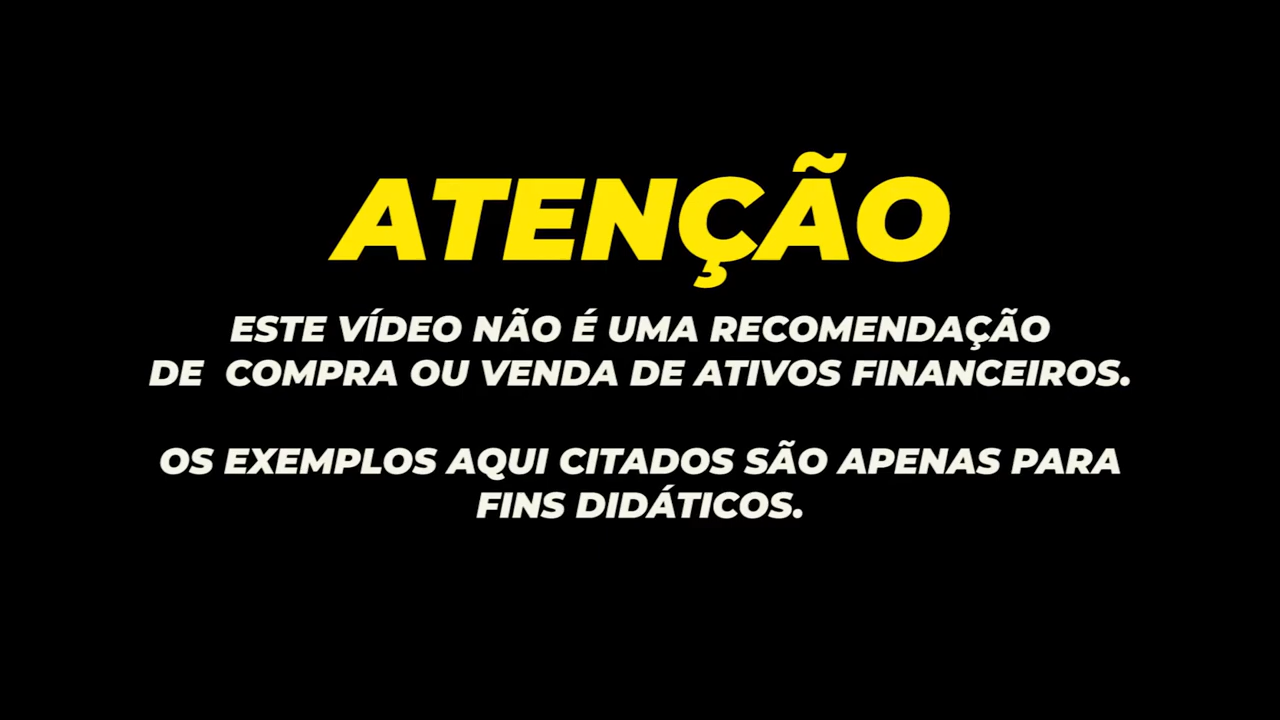 ATENÇÃO
ESTE VÍDEO NÃO É UMA RECOMENDAÇÃO
DE COMPRA OU VENDA DE ATIVOS FINANCEIROS.
OS EXEMPLOS AQUI CITADOS SÃO APENAS PARA
FINS DIDÁTICOS.